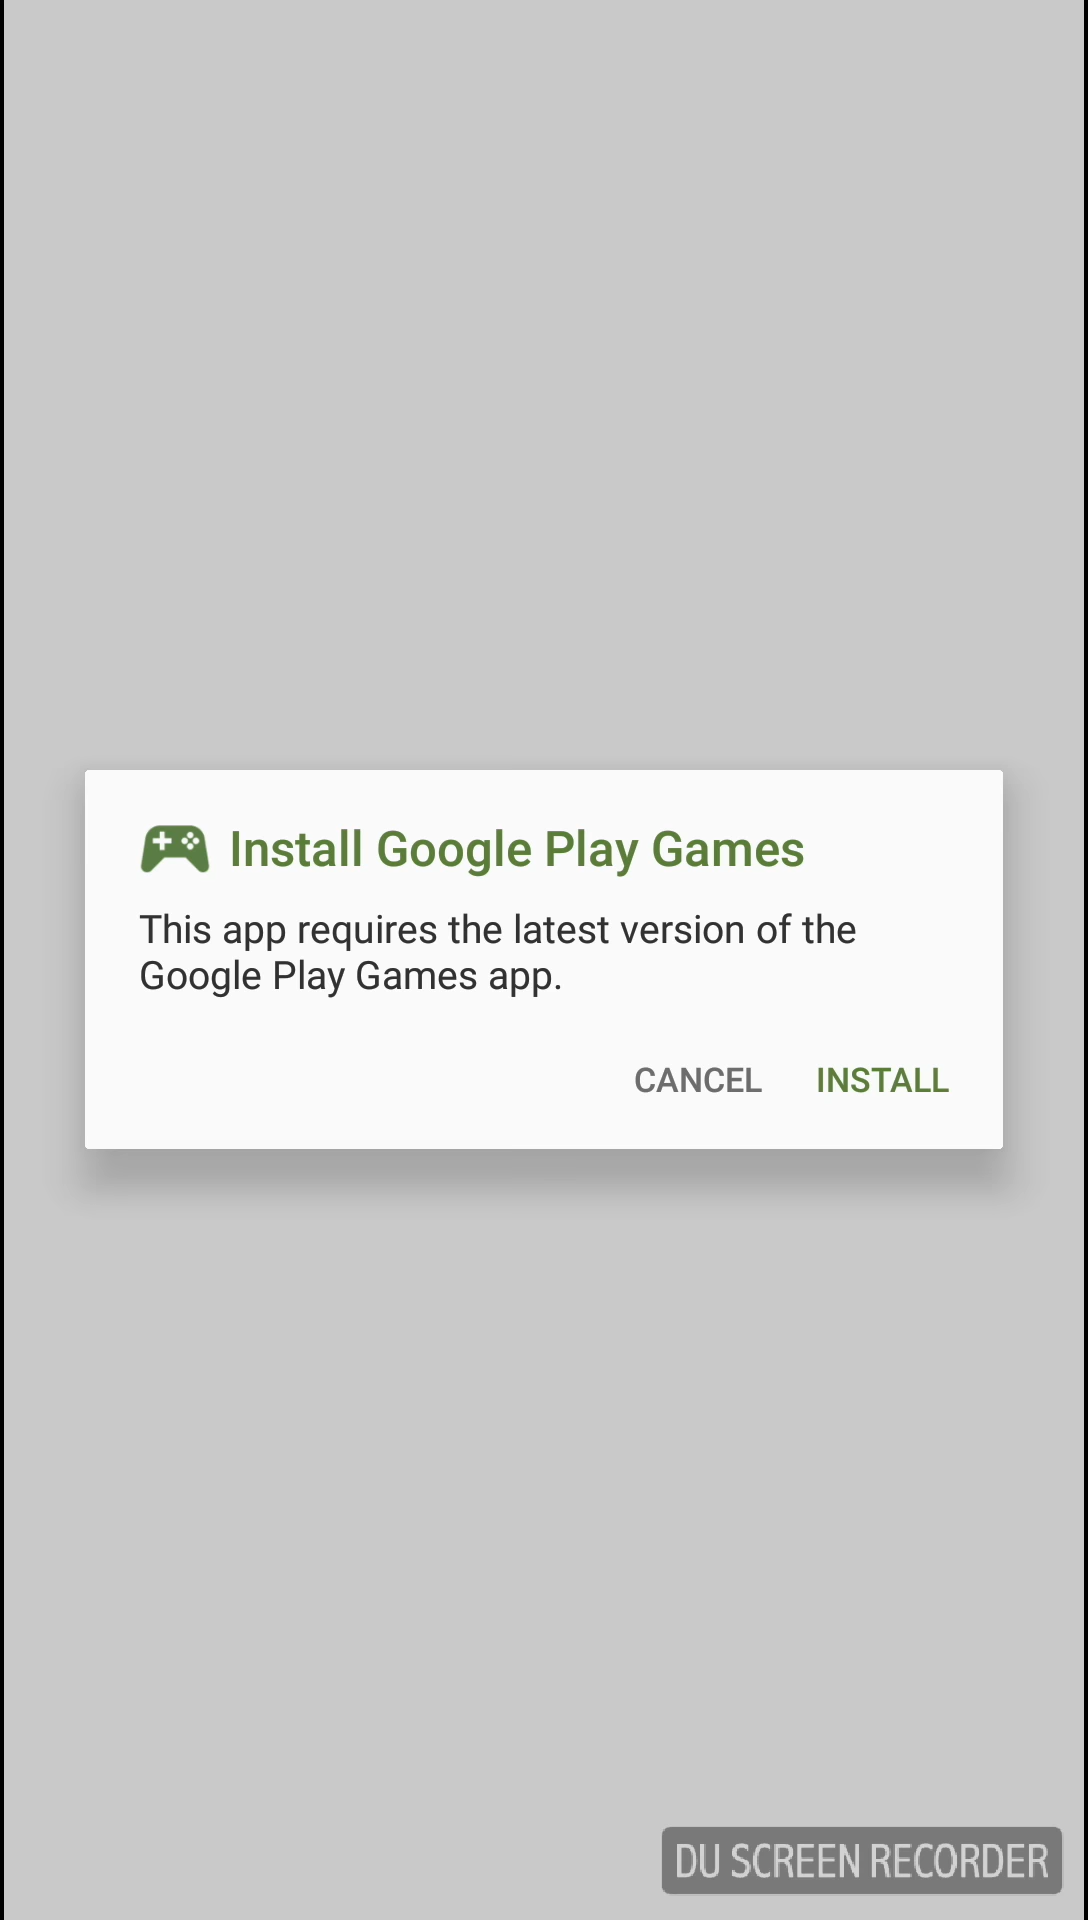 Install Google Play Games
This app requires the latest version of the
Google Play Games app.
CANCEL INSTALL
DU SCREEN RECORDER